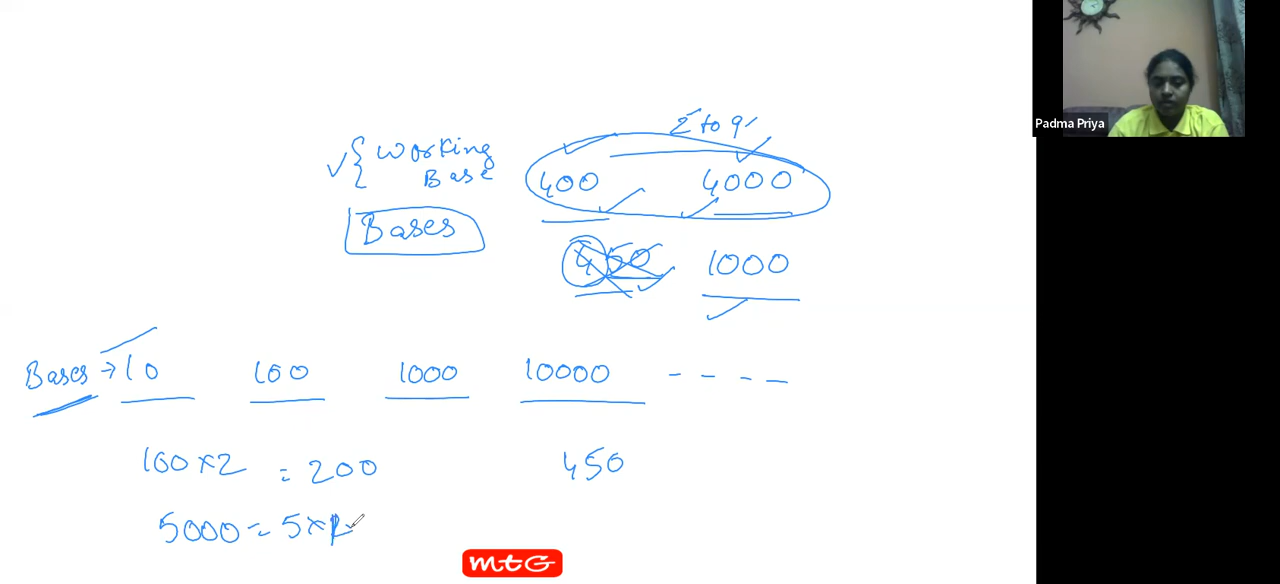 Padma Priya
2 to 9
{ Working
Base
400 4000
Bases
450 1000
Bases → 10 100 1000 10000 - - - -
100 × 2 = 200 450
5000 = 5 ×
mtG